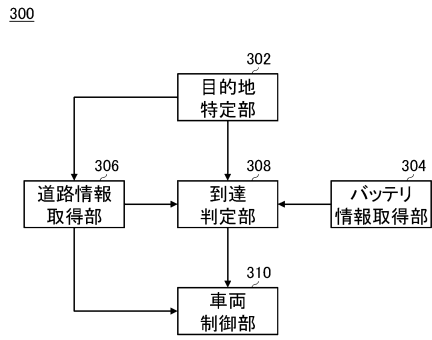 300
302
目的地
特定部
306
道路情報
取得部
308
到達
判定部
304
バッテリ
情報取得部
310
車両
制御部